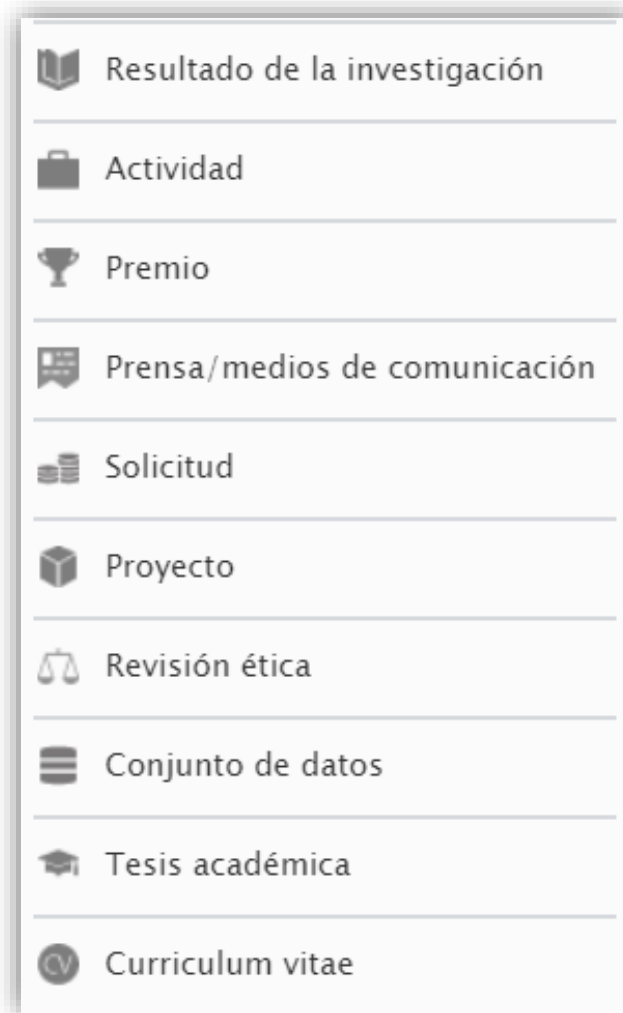 Resultado de la investigación
Actividad
Premio
Prensa/medios de comunicación
Solicitud
Proyecto
Revisión ética
Conjunto de datos
Tesis académica
CV Curriculum vitae